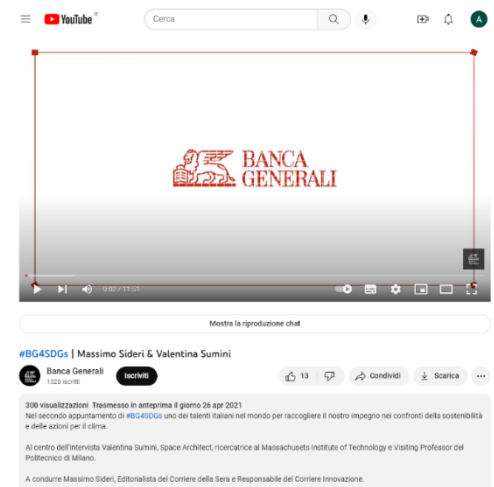 YouTube IT
Cerca
A
BANCA
GENERALI
0:02 / 11:51
Mostra la riproduzione chat
#BG4SDGs | Massimo Sideri & Valentina Sumini
Banca Generali
1320 iscritti
Iscriviti
13
Condividi
Scarica
300 visualizzazioni Trasmesso in anteprima il giorno 26 apr 2021
Nel secondo appuntamento di #BG4SDGs uno dei talenti italiani nel mondo per raccogliere il nostro impegno nei confronti della sostenibilità
e delle azioni per il clima.
Al centro dell'intervista Valentina Sumini, Space Architect, ricercatrice al Massachusets Institute of Technology e Visiting Professor del
Politecnico di Milano.
A condurre Massimo Sideri, Editorialista del Corriere della Sera e Responsabile del Corriere Innovazione.